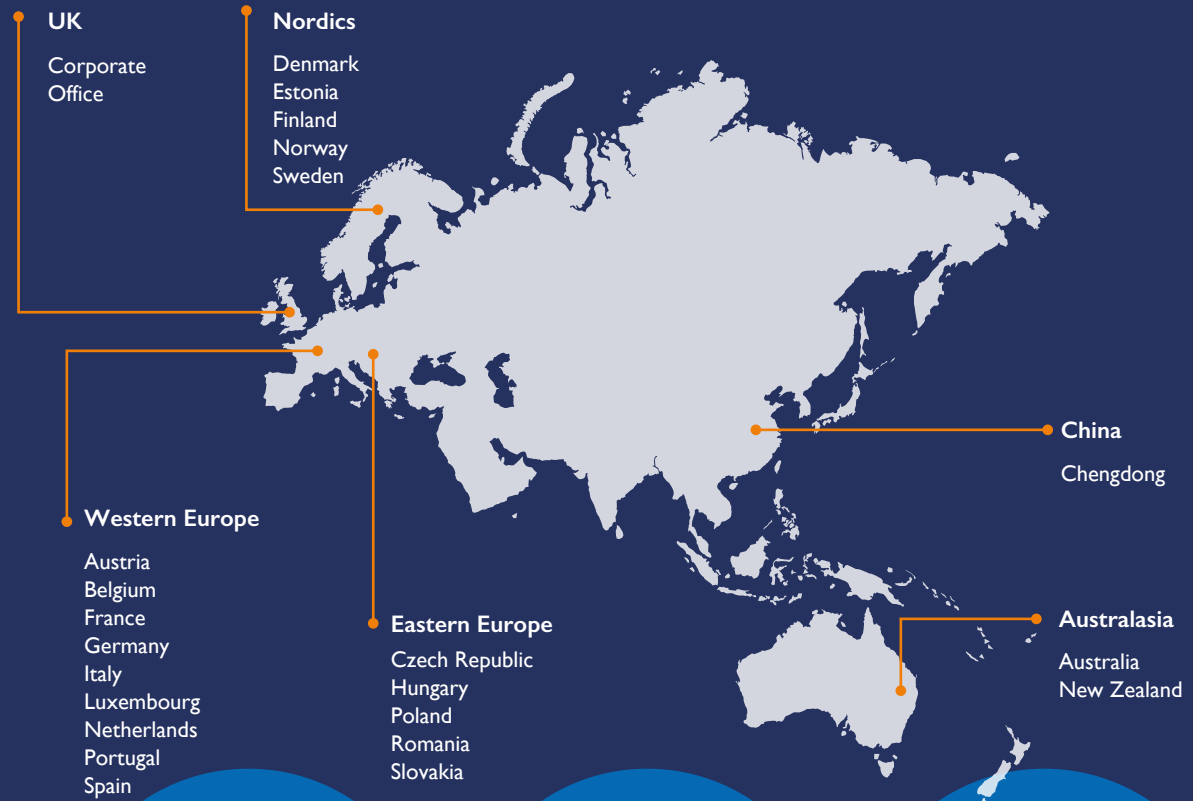 UK
Corporate
Office
Nordics
Denmark
Estonia
Finland
Norway
Sweden
China
Chengdong
Western Europe
Austria
Belgium
France
Germany
Italy
Luxembourg
Netherlands
Portugal
Spain
Eastern Europe
Czech Republic
Hungary
Poland
Romania
Slovakia
Australasia
Australia
New Zealand